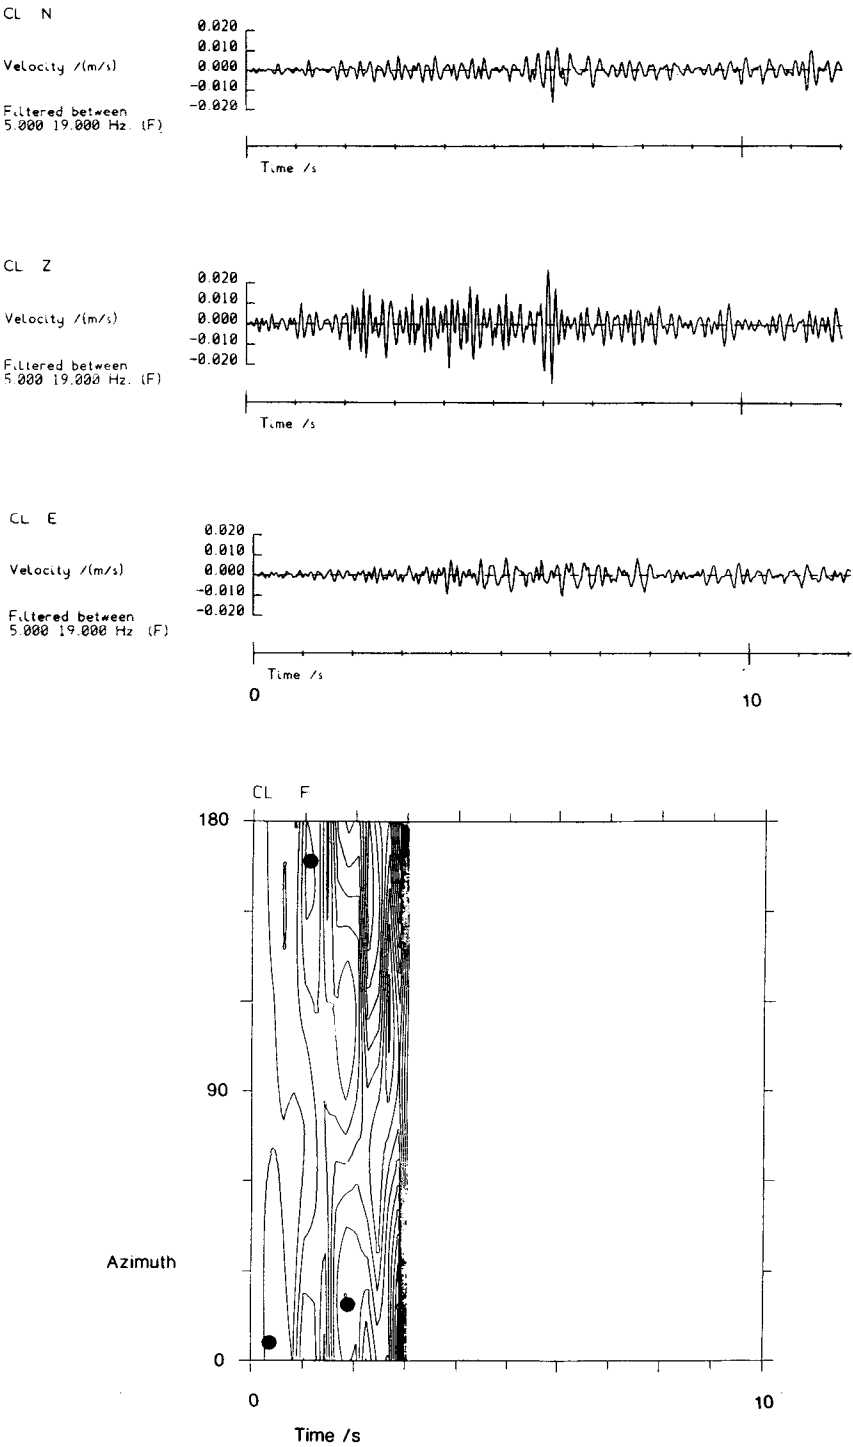 CL N
0.020
0.010
Velocity /(m/s)
0.000
-0.010
Filtered between
-0.020
5.000 19.000 Hz. (F)
Time /s
CL Z
0.020
0.010
Velocity /(m/s)
0.000
-0.010
Filtered between
-0.020
5.000 19.000 Hz. (F)
Time /s
CL E
0.020
0.010
Velocity /(m/s)
0.000
-0.010
Filtered between
-0.020
5.000 19.000 Hz (F)
Time /s
0 10
CL F
180
90
Azimuth
0
0 10
Time /s